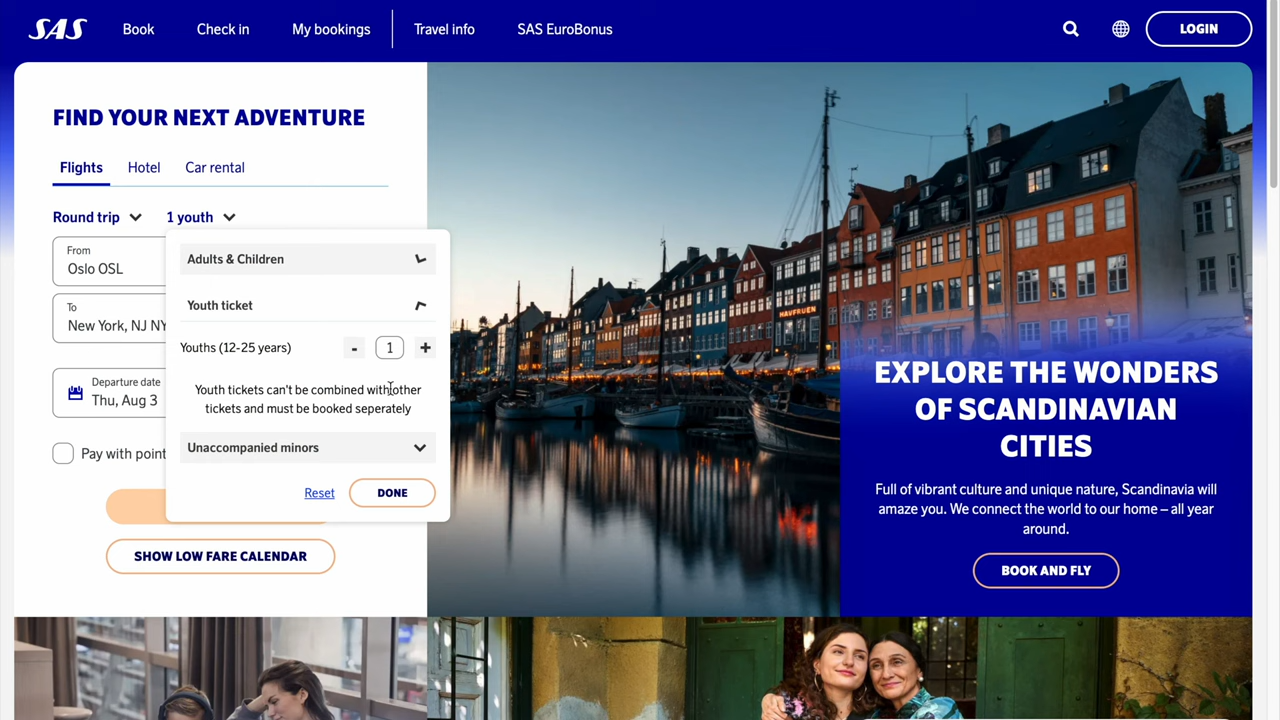 SAS
Book
Check in
My bookings
Travel info
SAS EuroBonus
LOGIN
FIND YOUR NEXT ADVENTURE
Flights
Hotel
Car rental
Round trip
1 youth
From
Oslo OSL
To
New York, NJ NY
Departure date
Thu, Aug 3
Pay with point
Adults & Children
Youth ticket
Youths (12-25 years)
- 1 +
Youth tickets can't be combined with other
tickets and must be booked seperately
Unaccompanied minors
Reset
DONE
SHOW LOW FARE CALENDAR
HAVFRUEN
EXPLORE THE WONDERS
OF SCANDINAVIAN
CITIES
Full of vibrant culture and unique nature, Scandinavia will
amaze you. We connect the world to our home – all year
around.
BOOK AND FLY